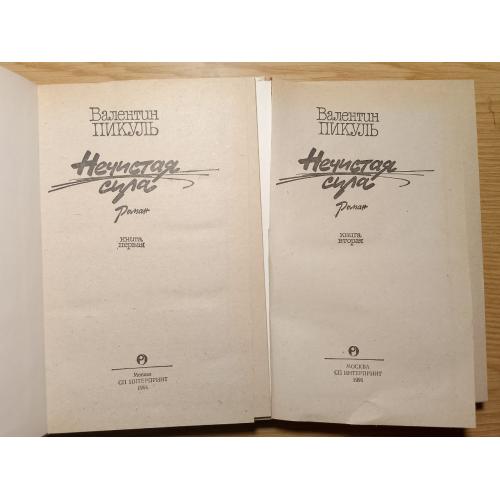 Валентин
ПИКУЛЬ
Нечистая
сила
Роман
книга
первая
Москва
СП ИНТЕРПРИНТ
1991
Валентин
ПИКУЛЬ
Нечистая
сила
Роман
книга
вторая
МОСКВА
СП ИНТЕРПРИНТ
1991